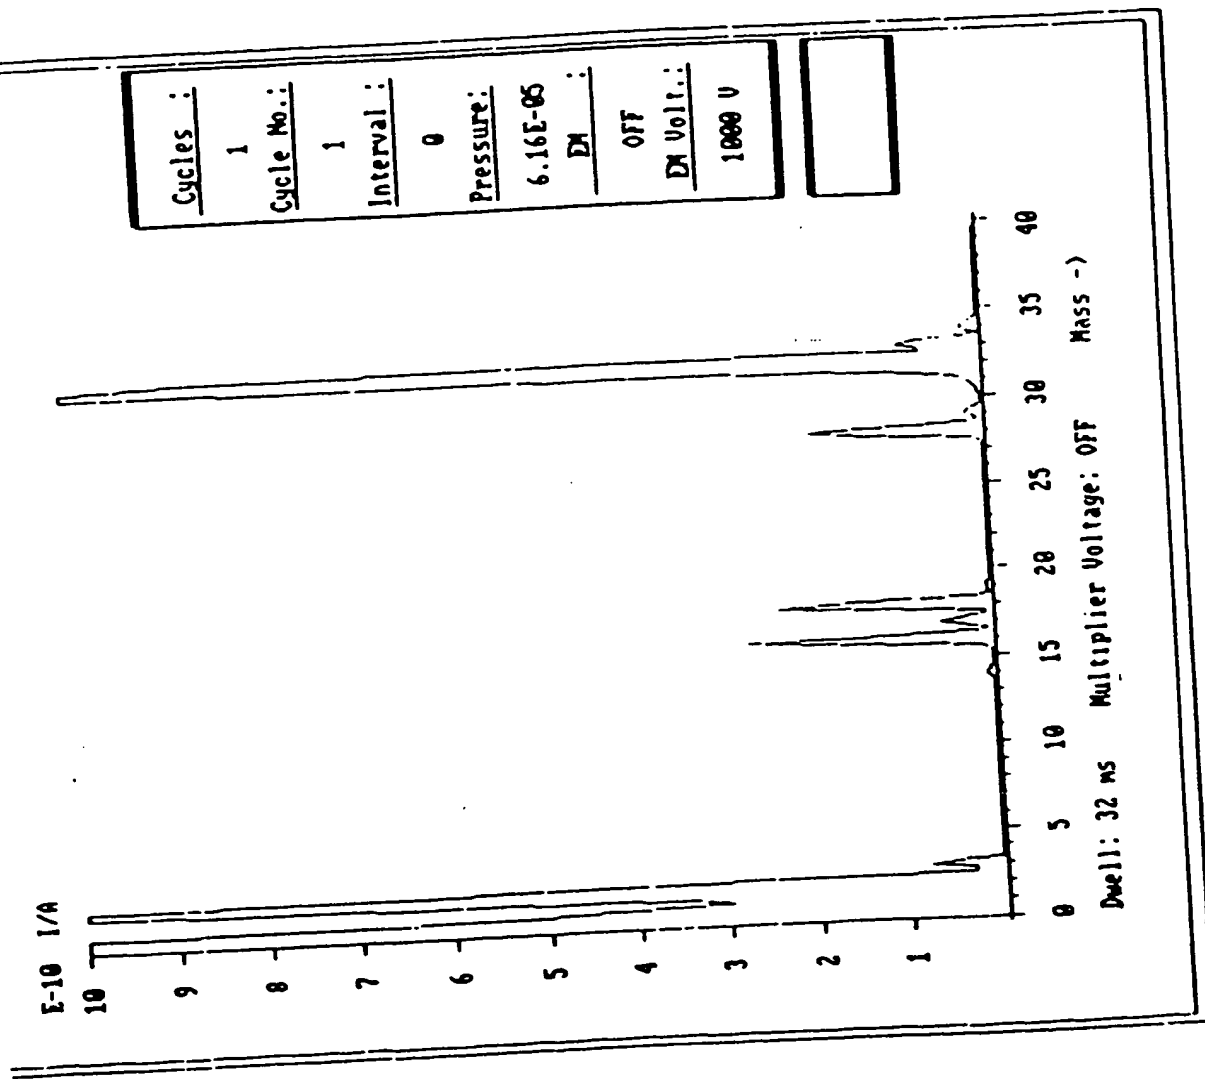 E-10 I/A
10
9
8
7
6
5
4
3
2
1
0 5 10 15 20 25 30 35 40
Mass -)
Dwell: 32 ms Multiplier Voltage: OFF
Cycles :
1
Cycle No.:
1
Interval :
0
Pressure:
6.16E-05
EM :
OFF
EM Volt.:
1000 V